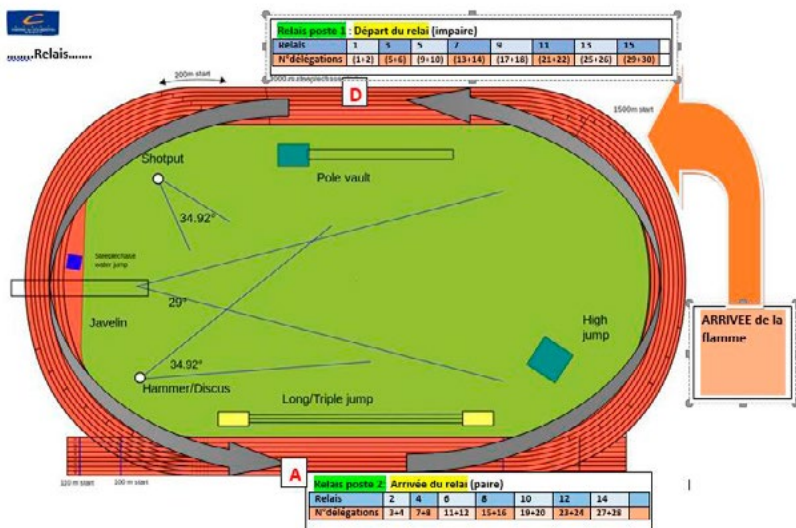 ........Relais.......
Relais poste 1 : Départ du relai (impaire)
Relais 1 3 5 7 9 11 13 15
N°délégations (1+2) (5+6) (9+10) (13+14) (17+18) (21+22) (25+26) (29+30)
200m start
D
1500m start
Shotput
Pole vault
34.92°
Steeplechase
water jump
29°
Javelin
High
jump
ARRIVEE de la
flamme
34.92°
Hammer/Discus
Long/Triple jump
A
110 m start
100 m start
Relais poste 2: Arrivée du relai (paire)
Relais 2 4 6 8 10 12 14
N°délégations 3+4 7+8 11+12 15+16 19+20 23+24 27+28